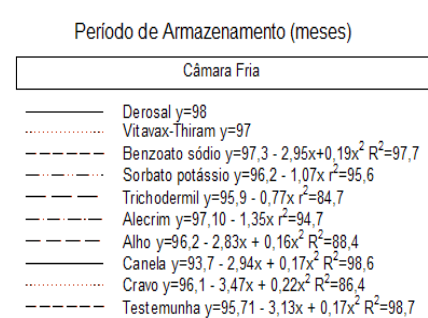 Período de Armazenamento (meses)
Câmara Fria
Derosal y=98
Vitavax-Thiram y=97
Benzoato sódio y=97,3 - 2,95x+0,19x² R²=97,7
Sorbato potássio y=96,2 - 1,07x r²=95,6
Trichodermil y=95,9 - 0,77x r²=84,7
Alecrim y=97,10 - 1,35x r²=94,7
Alho y=96,2 - 2,83x + 0,16x² R²=88,4
Canela y=93,7 - 2,94x + 0,17x² R²=98,6
Cravo y=96,1 - 3,47x + 0,22x² R²=86,4
Testemunha y=95,71 - 3,13x + 0,17x² R²=98,7